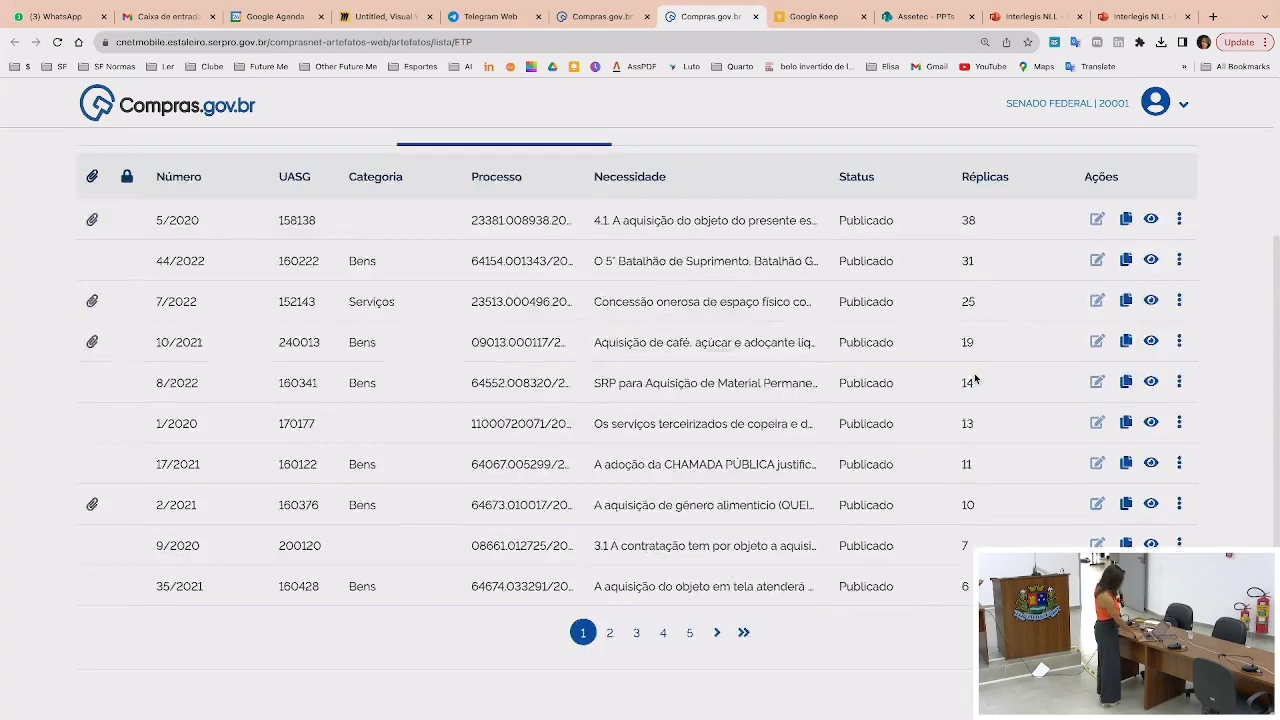 (3) WhatsApp
Caixa de entrad
Google Agenda
Untitled, Visual
Telegram Web
Compras.gov.br
Compras.gov.br
Google Keep
Assetec - PPTs
Interlegis NLL -
Interlegis NLL -
cnetmobile.estaleiro.serpro.gov.br/comprasnet-artefatos-web/artefatos/lista/ETP
Update
$
SF
SF Normas
Ler
Clube
Future Me
Other Future Me
Esportes
AI
AssPDF
Luto
Quarto
bolo invertido de l...
Elisa
Gmail
YouTube
Maps
Translate
»
All Bookmarks
Compras.gov.br
SENADO FEDERAL | 20001
Número UASG Categoria Processo Necessidade Status Réplicas Ações
5/2020 158138 23381.008938.20... 4.1. A aquisição do objeto do presente es... Publicado 38
44/2022 160222 Bens 64154.001343/20... O 5° Batalhão de Suprimento, Batalhão G... Publicado 31
7/2022 152143 Serviços 23513.000496.20... Concessão onerosa de espaço físico co... Publicado 25
10/2021 240013 Bens 09013.000117/2... Aquisição de café, açucar e adoçante líq... Publicado 19
8/2022 160341 Bens 64552.008320/2... SRP para Aquisição de Material Permane... Publicado 14
1/2020 170177 11000720071/20... Os serviços terceirizados de copeira e d... Publicado 13
17/2021 160122 Bens 64067.005299/2... A adoção da CHAMADA PÚBLICA justific... Publicado 11
2/2021 160376 Bens 64673.010017/20... A aquisição de gênero alimentício (QUEI... Publicado 10
9/2020 200120 08661.012725/20... 3.1 A contratação tem por objeto a aquisi... Publicado 7
35/2021 160428 Bens 64674.033291/20... A aquisição do objeto em tela atenderá ... Publicado 6
1 2 3 4 5